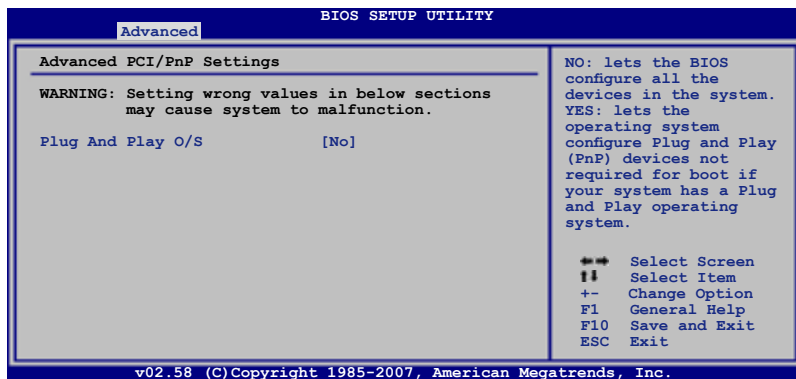 BIOS SETUP UTILITY
Advanced
Advanced PCI/PnP Settings
WARNING: Setting wrong values in below sections
may cause system to malfunction.
Plug And Play O/S [No]
NO: lets the BIOS
configure all the
devices in the system.
YES: lets the
operating system
configure Plug and Play
(PnP) devices not
required for boot if
your system has a Plug
and Play operating
system.
←→ Select Screen
↑↓ Select Item
+- Change Option
F1 General Help
F10 Save and Exit
ESC Exit
v02.58 (C)Copyright 1985-2007, American Megatrends, Inc.